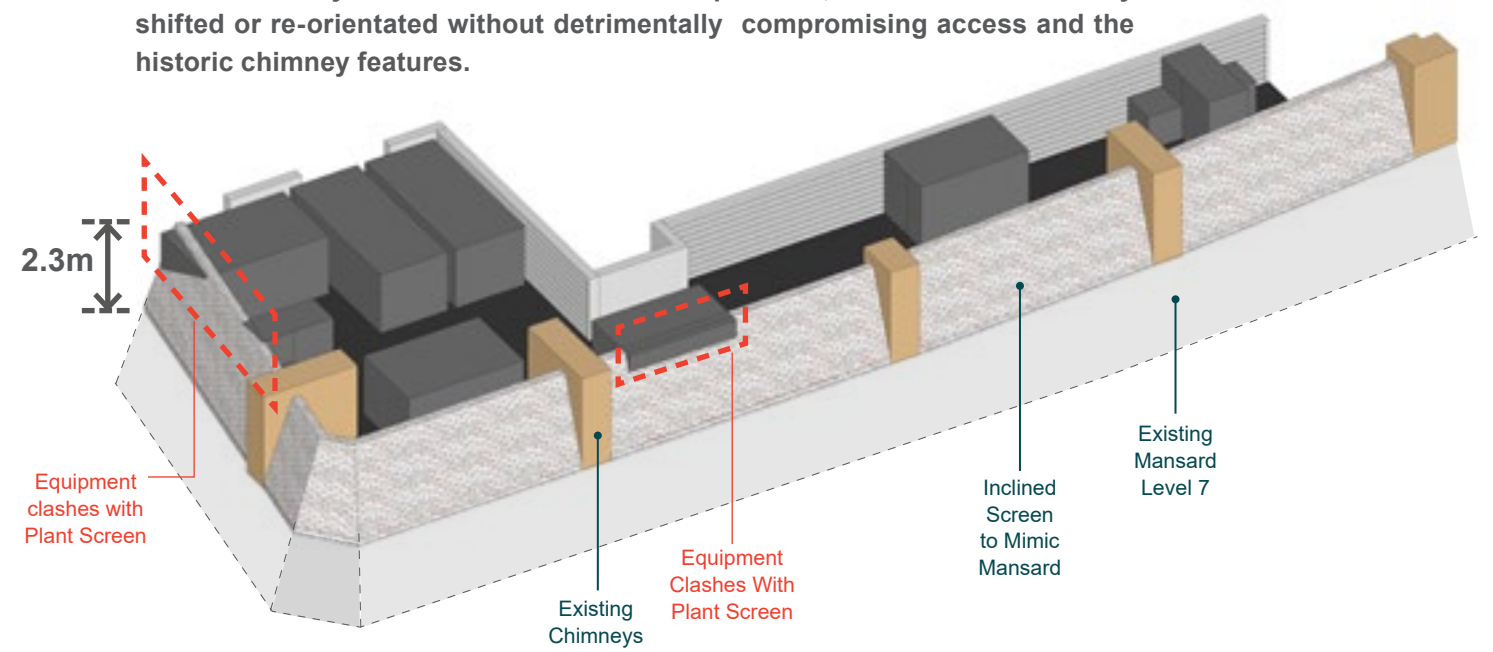 shifted or re-orientated without detrimentally compromising access and the
historic chimney features.
2.3m
Equipment
clashes with
Plant Screen
Existing
Chimneys
Equipment
Clashes With
Plant Screen
Inclined
Screen
to Mimic
Mansard
Existing
Mansard
Level 7